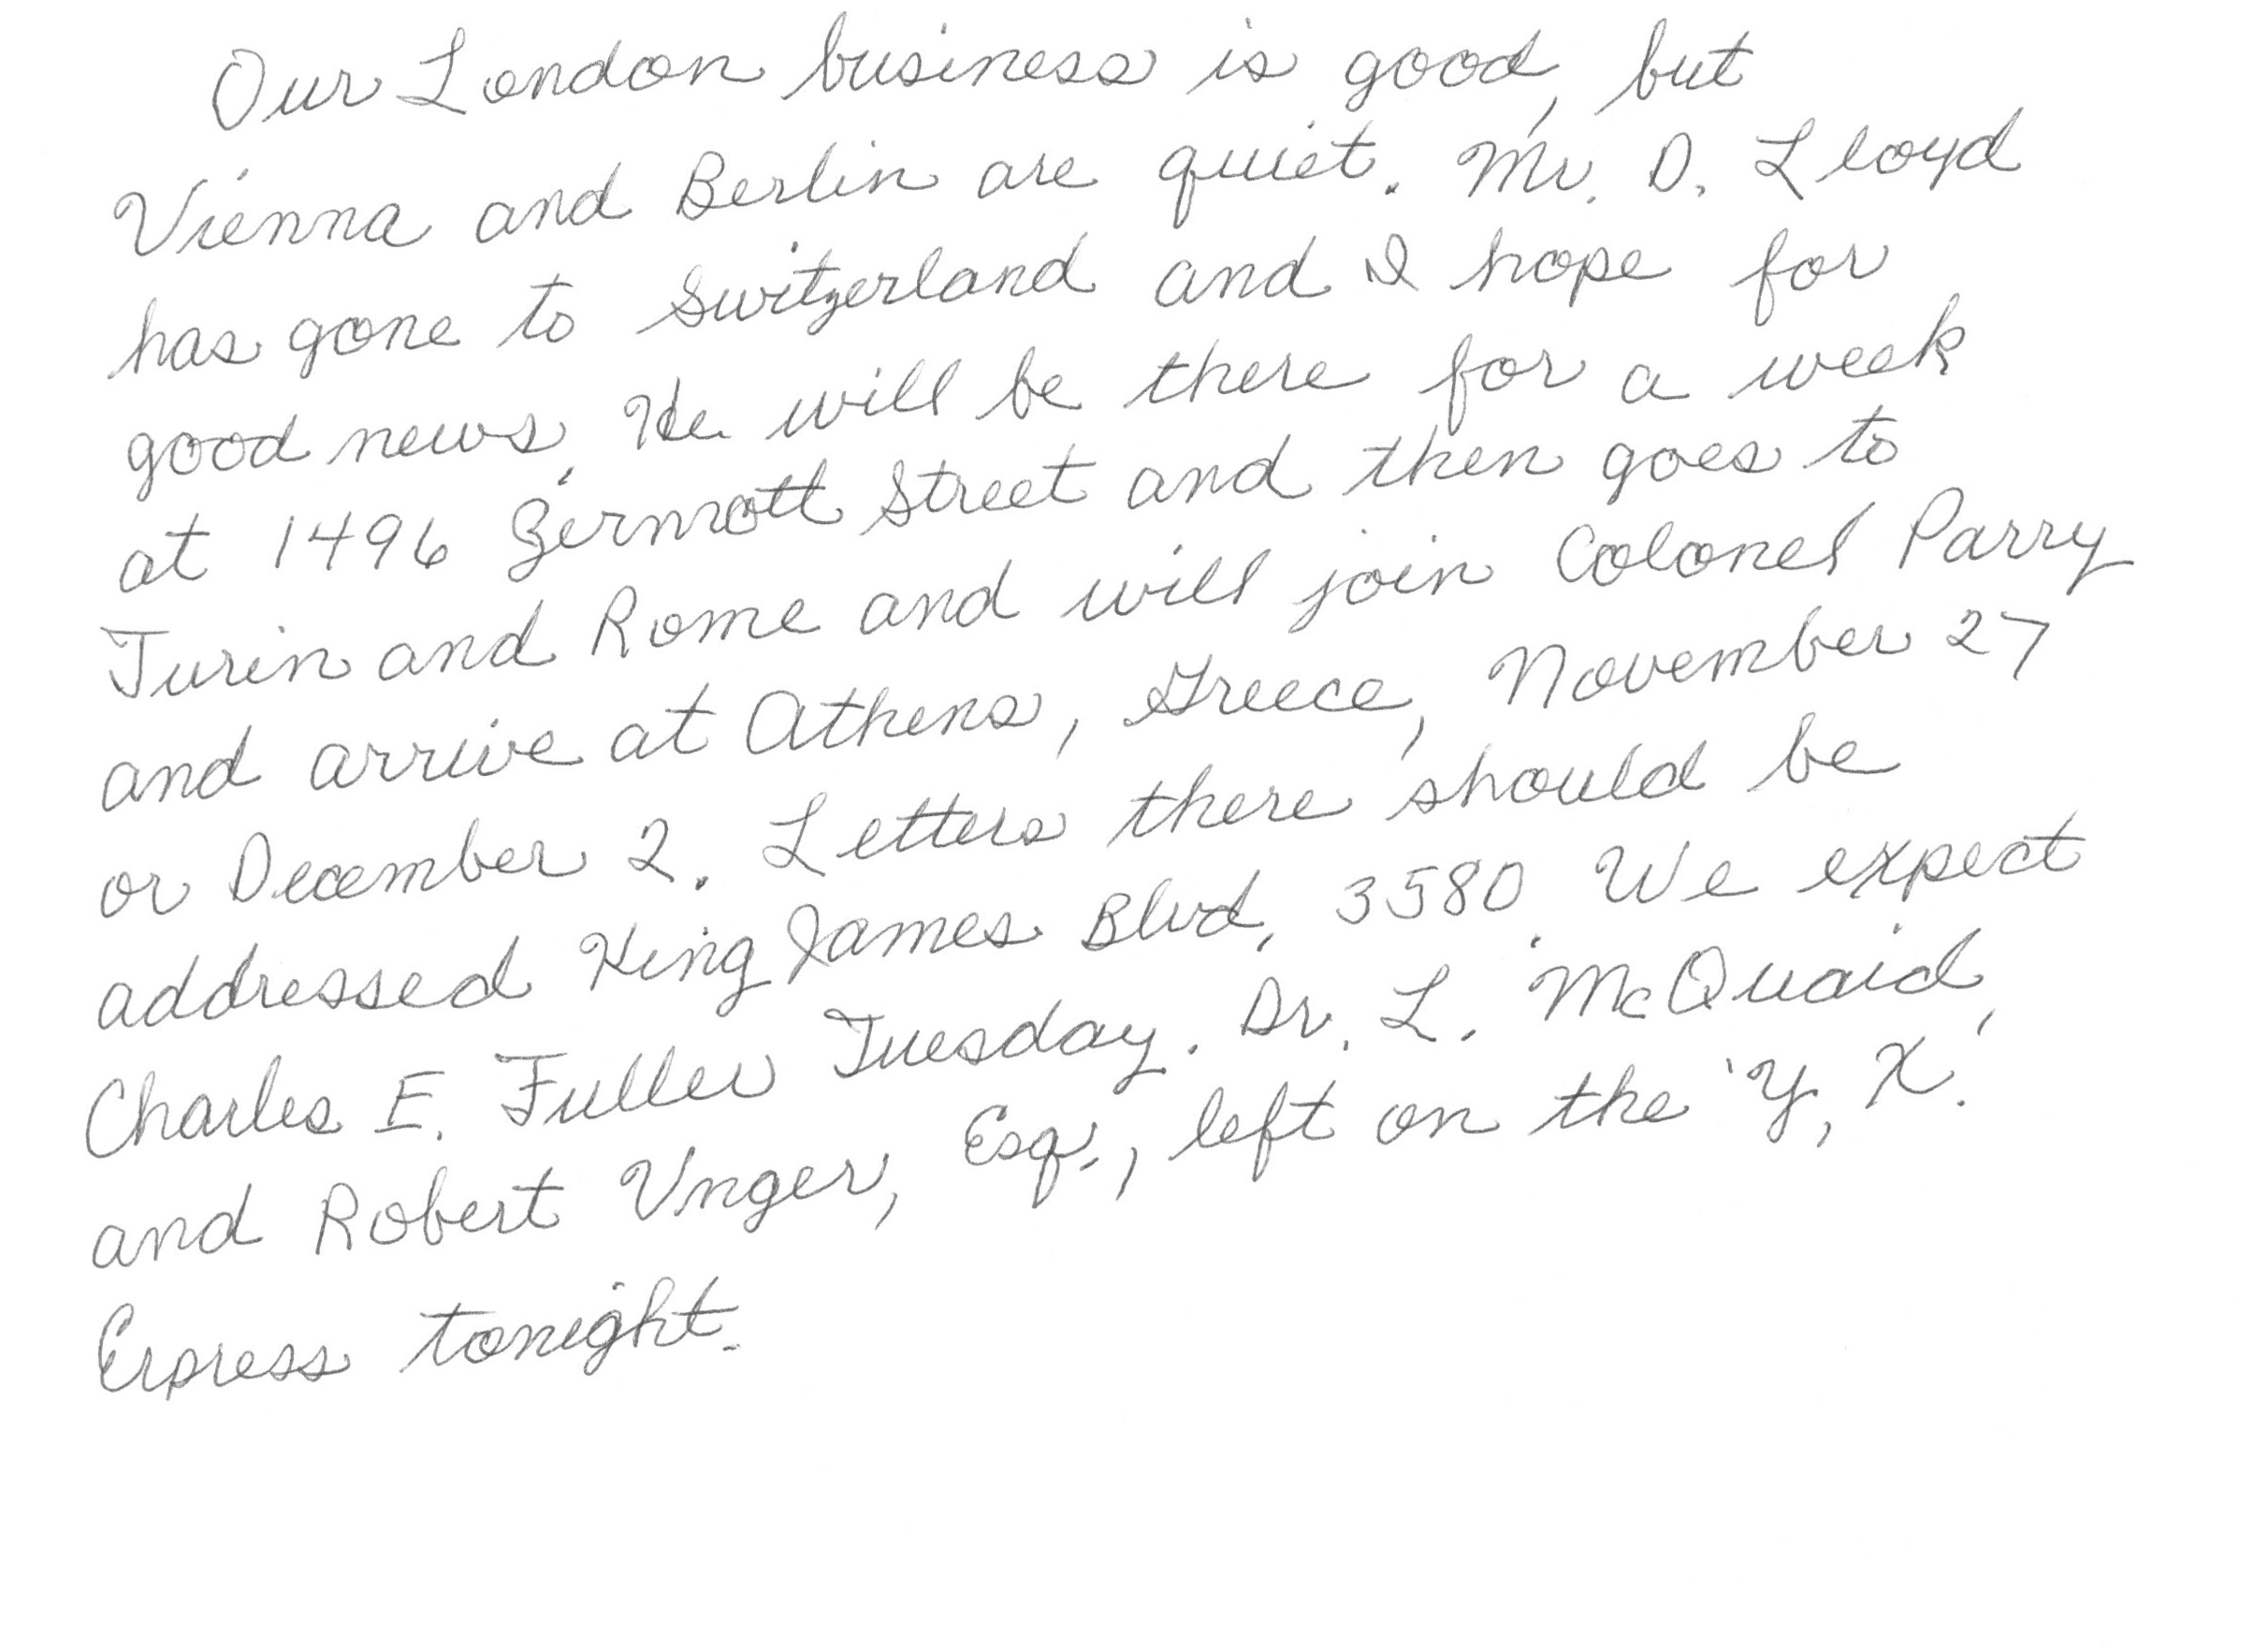 Our London business is good, but
Vienna and Berlin are quiet. Mr. D. Lloyd
has gone to Switzerland and I hope for
good news. He will be there for a week
at 1496 Zermott Street and then goes to
Turin and Rome and will join Colonel Parry
and arrive at Athens, Greece, November 27
or December 2. Letters there should be
addressed King James Blvd, 3580. We expect
Charles E. Fuller Tuesday. Dr. L. McQuaid,
and Robert Unger, Esq., left on the 'Y, X.'
Express tonight.